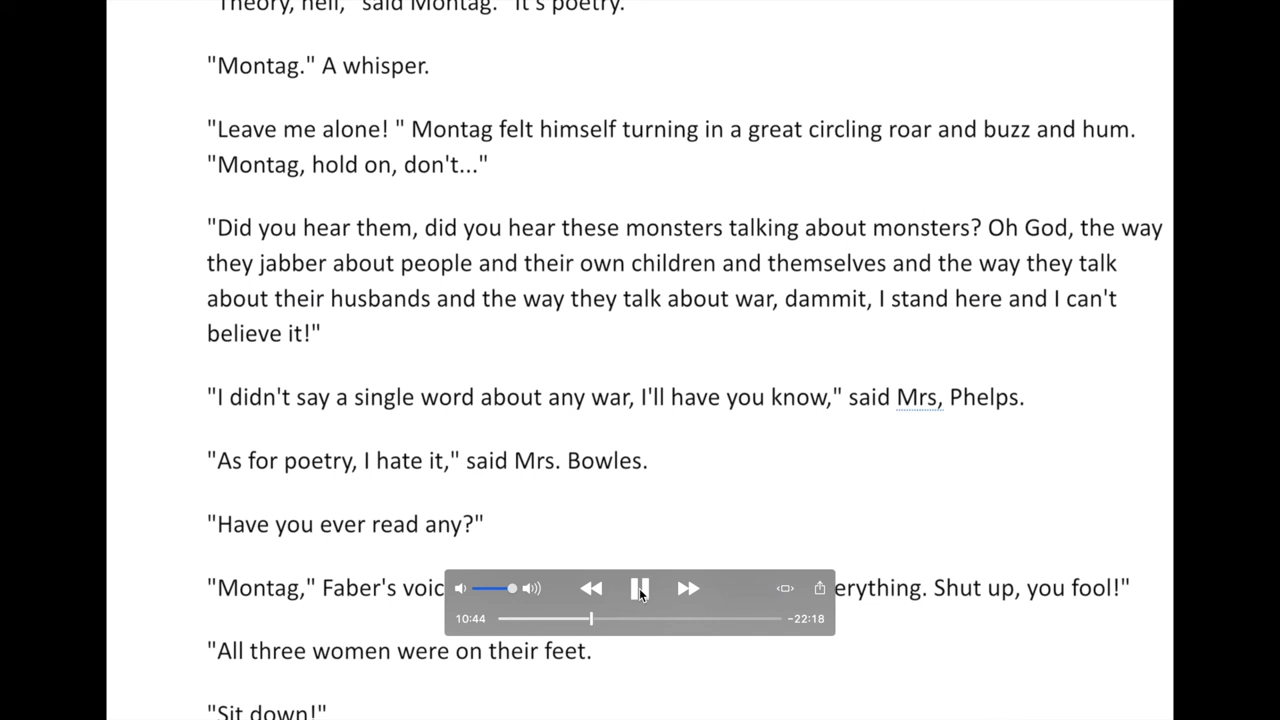 "Theory, hell," said Montag. "It's poetry."
"Montag." A whisper.
"Leave me alone! " Montag felt himself turning in a great circling roar and buzz and hum.
"Montag, hold on, don't..."
"Did you hear them, did you hear these monsters talking about monsters? Oh God, the way
they jabber about people and their own children and themselves and the way they talk
about their husbands and the way they talk about war, dammit, I stand here and I can't
believe it!"
"I didn't say a single word about any war, I'll have you know," said Mrs, Phelps.
"As for poetry, I hate it," said Mrs. Bowles.
"Have you ever read any?"
"Montag," Faber's erything. Shut up, you fool!"
10:44 -22:18
"All three women were on their feet.
"Sit down!"